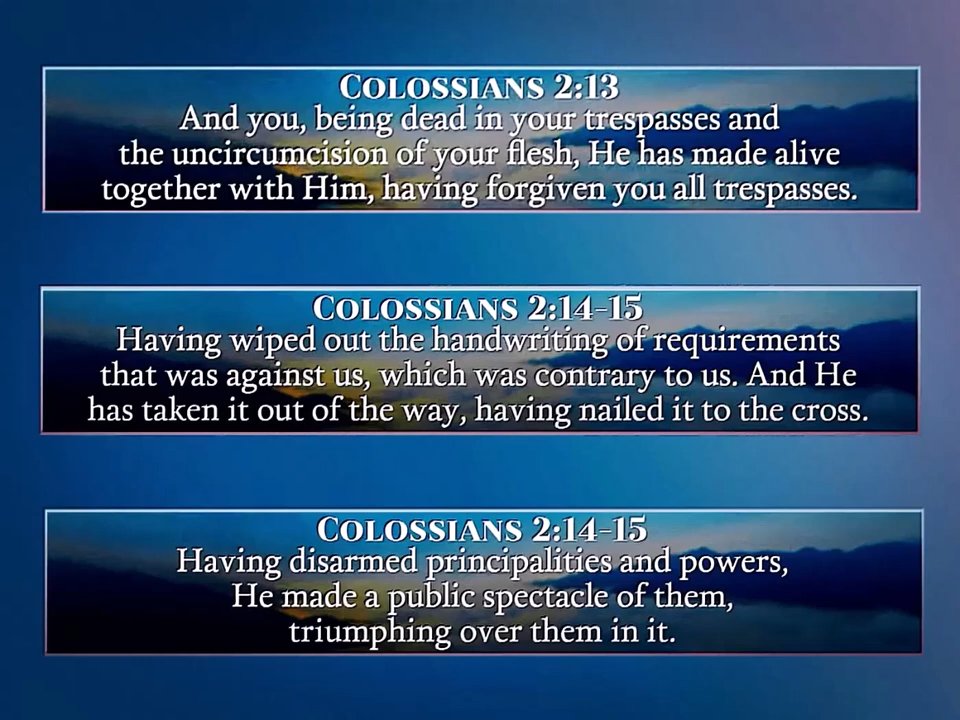 COLOSSIANS 2:13
And you, being dead in your trespasses and
the uncircumcision of your flesh, He has made alive
together with Him, having forgiven you all trespasses.
COLOSSIANS 2:14-15
Having wiped out the handwriting of requirements
that was against us, which was contrary to us. And He
has taken it out of the way, having nailed it to the cross.
COLOSSIANS 2:14-15
Having disarmed principalities and powers,
He made a public spectacle of them,
triumphing over them in it.